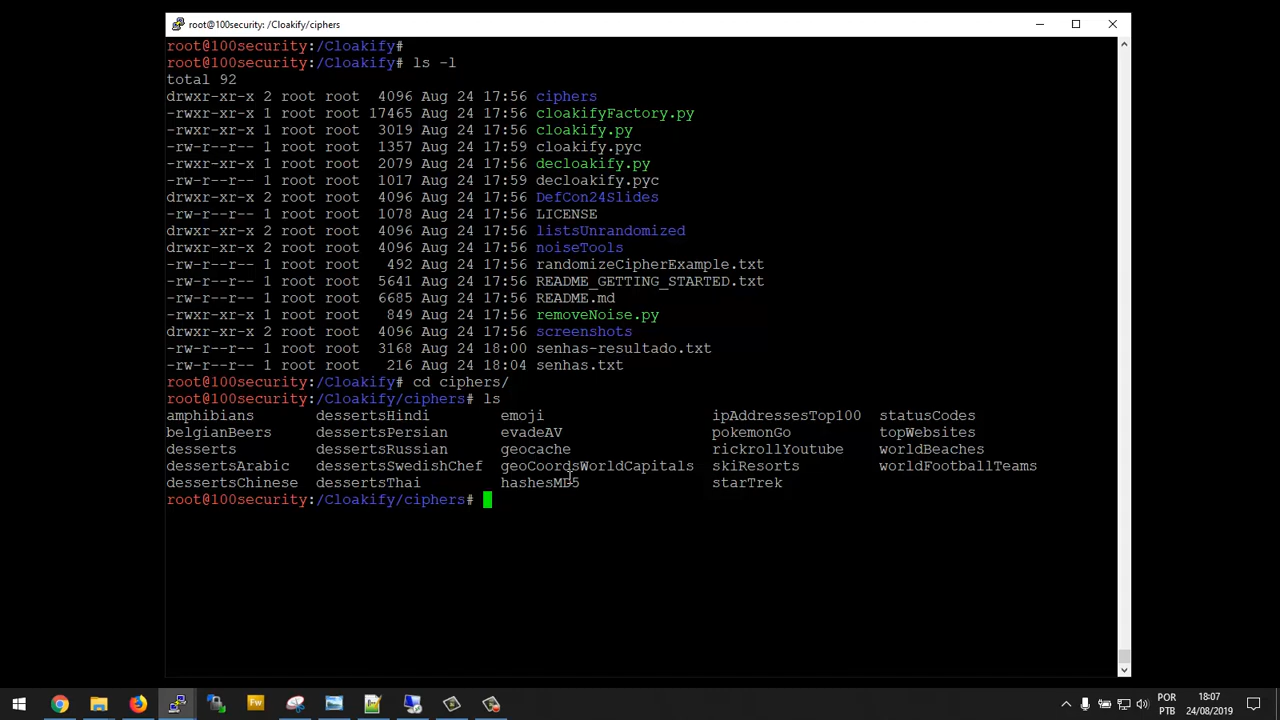 root@100security: /Cloakify/ciphers
root@100security:/Cloakify#
root@100security:/Cloakify# ls -l
total 92
drwxr-xr-x 2 root root  4096 Aug 24 17:56 ciphers
-rwxr-xr-x 1 root root 17465 Aug 24 17:56 cloakifyFactory.py
-rwxr-xr-x 1 root root  3019 Aug 24 17:56 cloakify.py
-rw-r--r-- 1 root root  1357 Aug 24 17:59 cloakify.pyc
-rwxr-xr-x 1 root root  2079 Aug 24 17:56 decloakify.py
-rw-r--r-- 1 root root  1017 Aug 24 17:59 decloakify.pyc
drwxr-xr-x 2 root root  4096 Aug 24 17:56 DefCon24Slides
-rw-r--r-- 1 root root  1078 Aug 24 17:56 LICENSE
drwxr-xr-x 2 root root  4096 Aug 24 17:56 listsUnrandomized
drwxr-xr-x 2 root root  4096 Aug 24 17:56 noiseTools
-rw-r--r-- 1 root root   492 Aug 24 17:56 randomizeCipherExample.txt
-rw-r--r-- 1 root root  5641 Aug 24 17:56 README_GETTING_STARTED.txt
-rw-r--r-- 1 root root  6685 Aug 24 17:56 README.md
-rwxr-xr-x 1 root root   849 Aug 24 17:56 removeNoise.py
drwxr-xr-x 2 root root  4096 Aug 24 17:56 screenshots
-rw-r--r-- 1 root root  3168 Aug 24 18:00 senhas-resultado.txt
-rw-r--r-- 1 root root   216 Aug 24 18:04 senhas.txt
root@100security:/Cloakify# cd ciphers/
root@100security:/Cloakify/ciphers# ls
amphibians dessertsHindi emoji ipAddressesTop100 statusCodes
belgianBeers dessertsPersian evadeAV pokemonGo topWebsites
desserts dessertsRussian geocache rickrollYoutube worldBeaches
dessertsArabic dessertsSwedishChef geoCoordsWorldCapitals skiResorts worldFootballTeams
dessertsChinese dessertsThai hashesMD5 starTrek
root@100security:/Cloakify/ciphers#
Fw
POR 18:07
PTB 24/08/2019